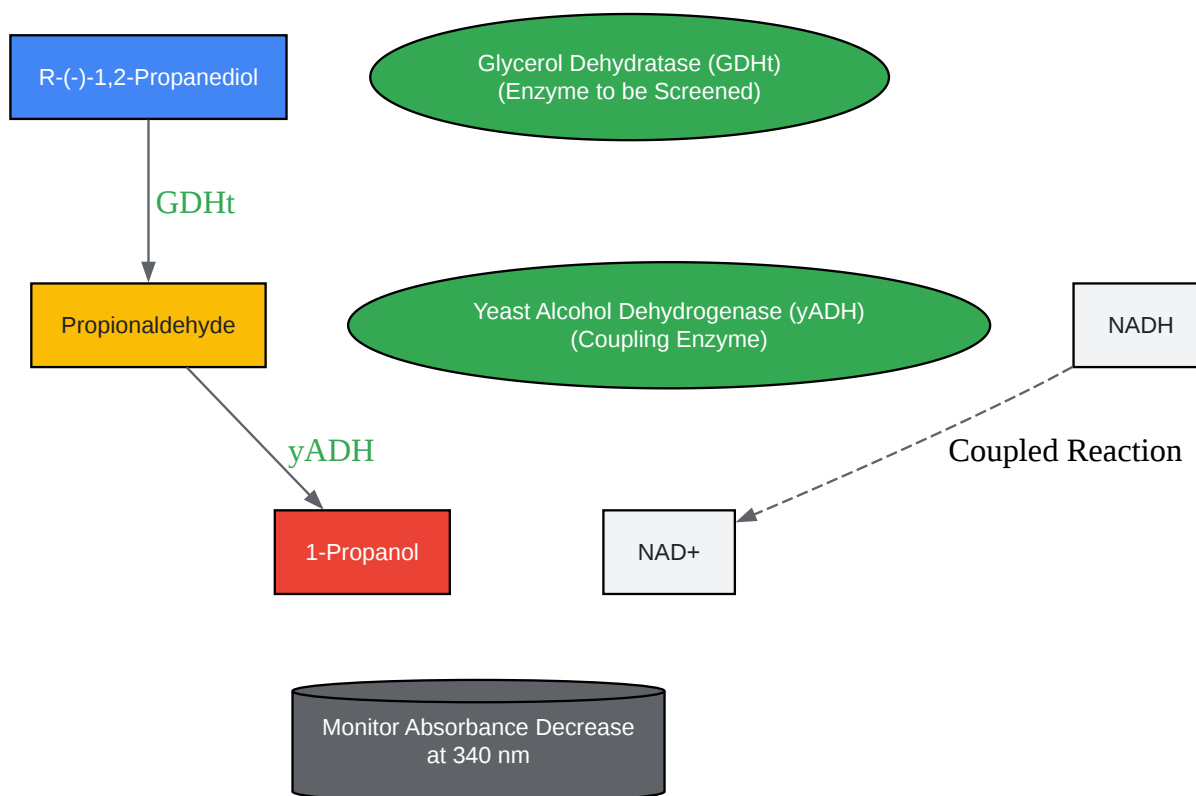 R-(-)-1,2-Propanediol
Glycerol Dehydratase (GDHt)
(Enzyme to be Screened)
GDHt
Propionaldehyde
Yeast Alcohol Dehydrogenase (yADH)
(Coupling Enzyme)
NADH
yADH
Coupled Reaction
1-Propanol
NAD+
Monitor Absorbance Decrease
at 340 nm